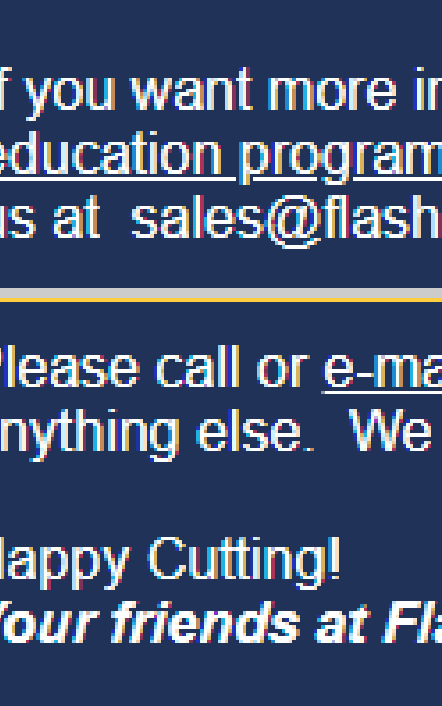 f you want more in
education program
us at  sales@flash
Please call or e-ma
nything else.  We
Happy Cutting!
Your friends at Fla